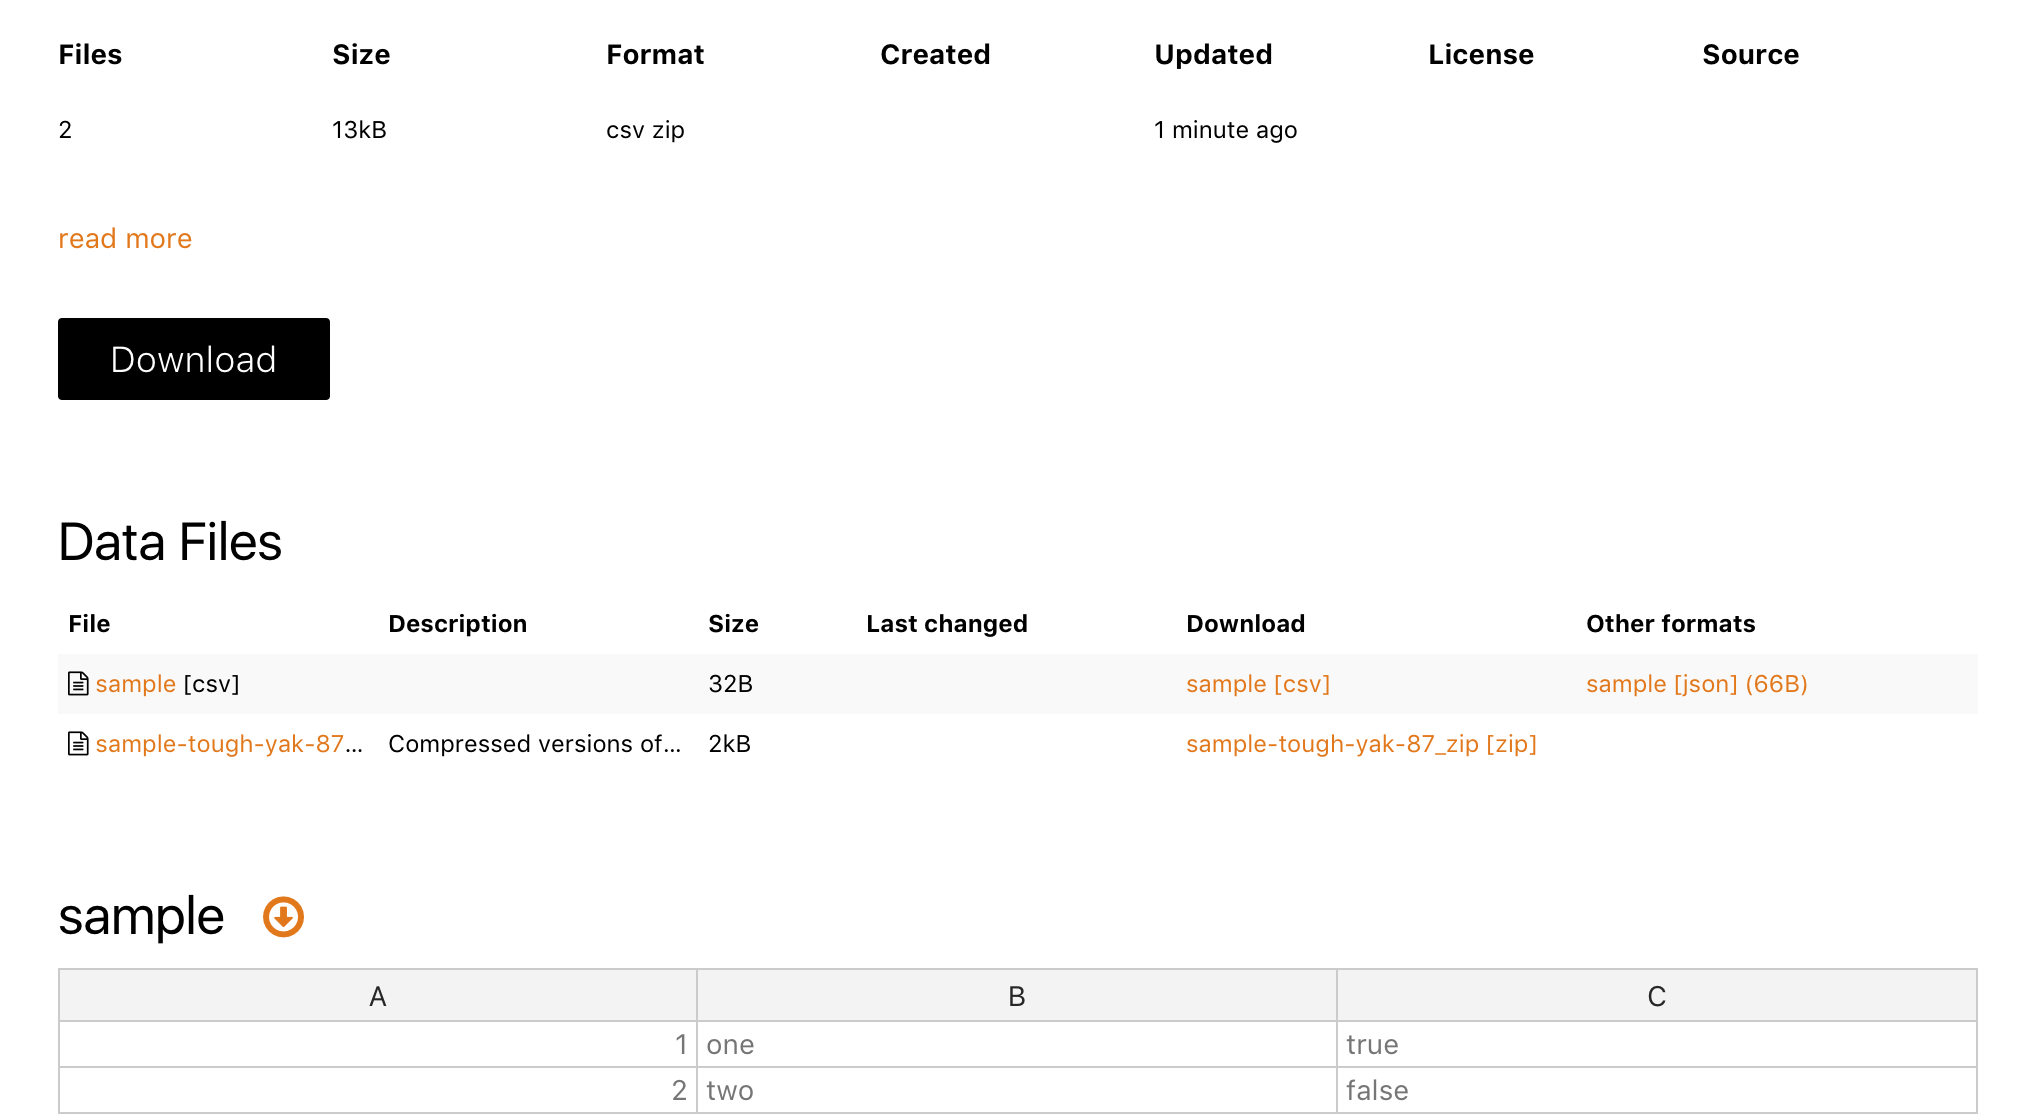 Files Size Format Created Updated License Source
2 13kB csv zip 1 minute ago
read more
Download
Data Files
File Description Size Last changed Download Other formats
sample [csv] 32B sample [csv] sample [json] (66B)
sample-tough-yak-87... Compressed versions of... 2kB sample-tough-yak-87_zip [zip]
sample
A B C
1 one true
2 two false